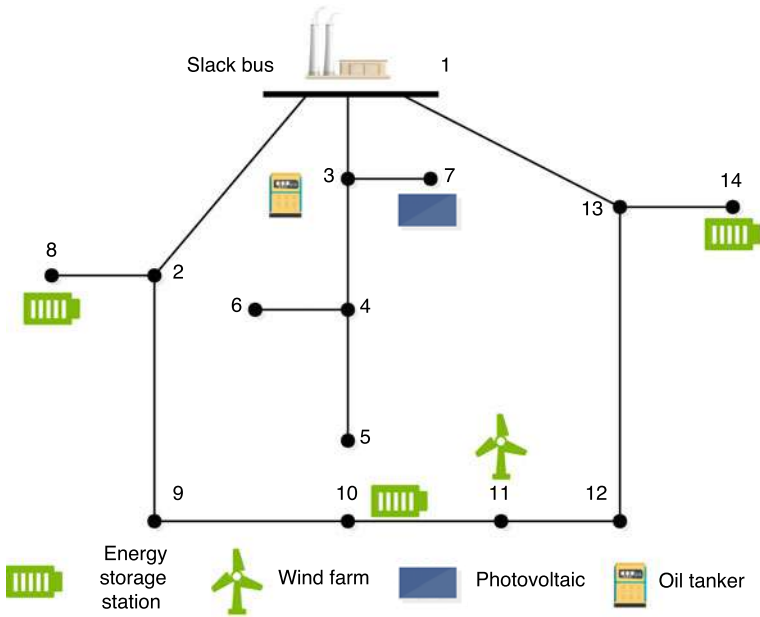 Slack bus
1
3
7
14
13
8
2
6
4
5
9
10
11
12
Energy
storage
station
Wind farm
Photovoltaic
Oil tanker